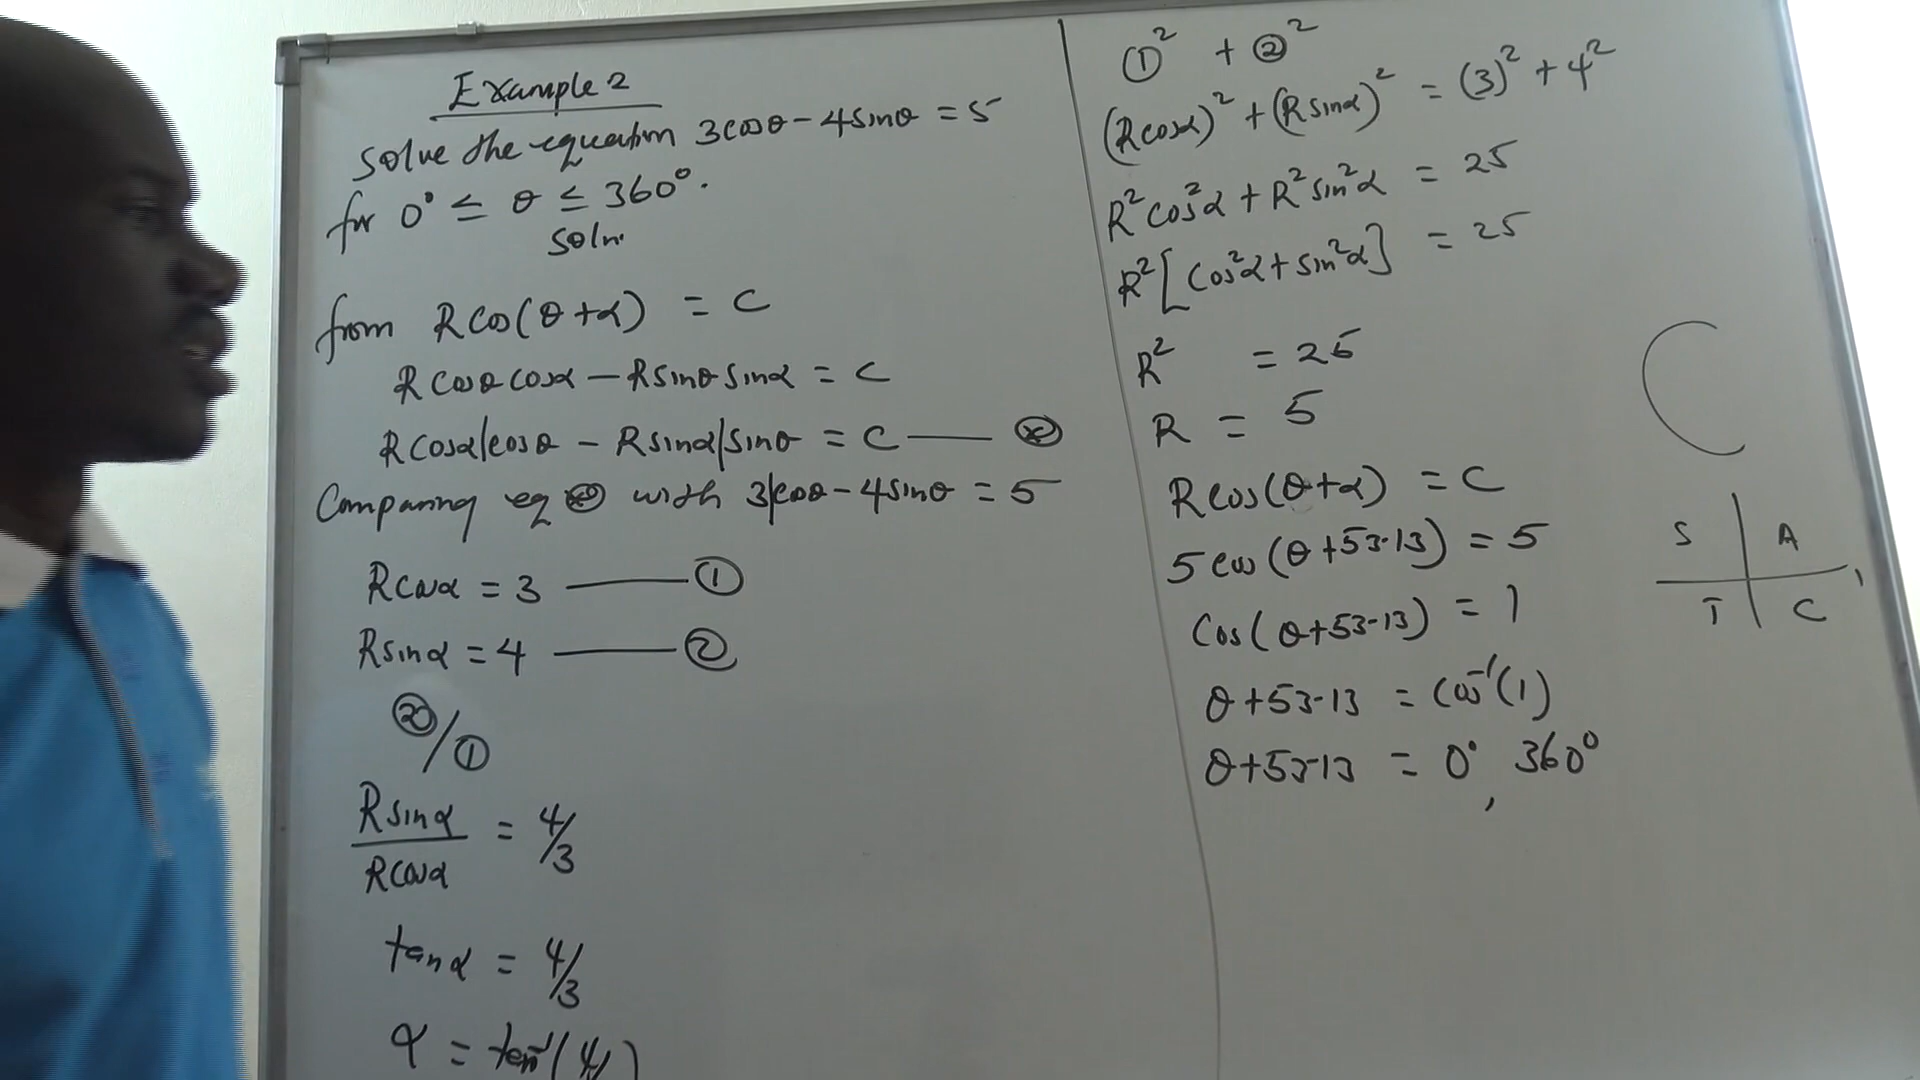 Example 2
Solve the equation 3cosθ - 4sinθ = 5
for 0° ≤ θ ≤ 360°.
Soln.
from Rcos(θ+α) = C
Rcosθcosα - Rsinθsinα = C
Rcosα|cosθ - Rsinα|sinθ = C —— ⊛
Comparing eq ⊛ with 3|cosθ - 4sinθ = 5
Rcosα = 3 —— ①
Rsinα = 4 —— ②
②/①
Rsinα/Rcosα = 4/3
tanα = 4/3
α = tan⁻¹(4/
①² + ②²
(Rcosα)² + (Rsinα)² = (3)² + 4²
R²cos²α + R²sin²α = 25
R²[cos²α + sin²α] = 25
R² = 25
R = 5
Rcos(θ+α) = C
5cos(θ+53.13) = 5
Cos(θ+53.13) = 1
θ+53.13 = Cos⁻¹(1)
θ+53.13 = 0°, 360°
S A
T C